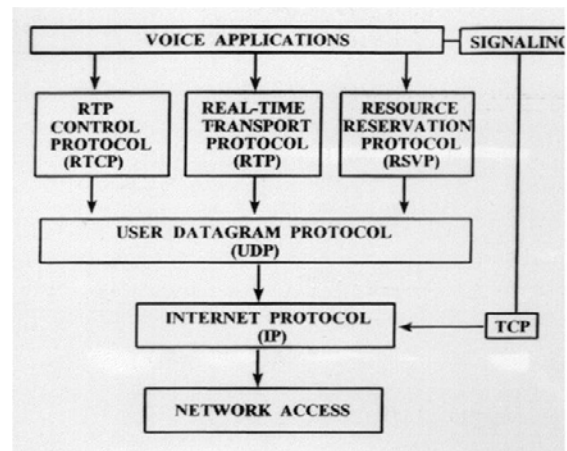 VOICE APPLICATIONS
SIGNALING
RTP
CONTROL
PROTOCOL
(RTCP)
REAL-TIME
TRANSPORT
PROTOCOL
(RTP)
RESOURCE
RESERVATION
PROTOCOL
(RSVP)
USER DATAGRAM PROTOCOL
(UDP)
INTERNET PROTOCOL
(IP)
TCP
NETWORK ACCESS